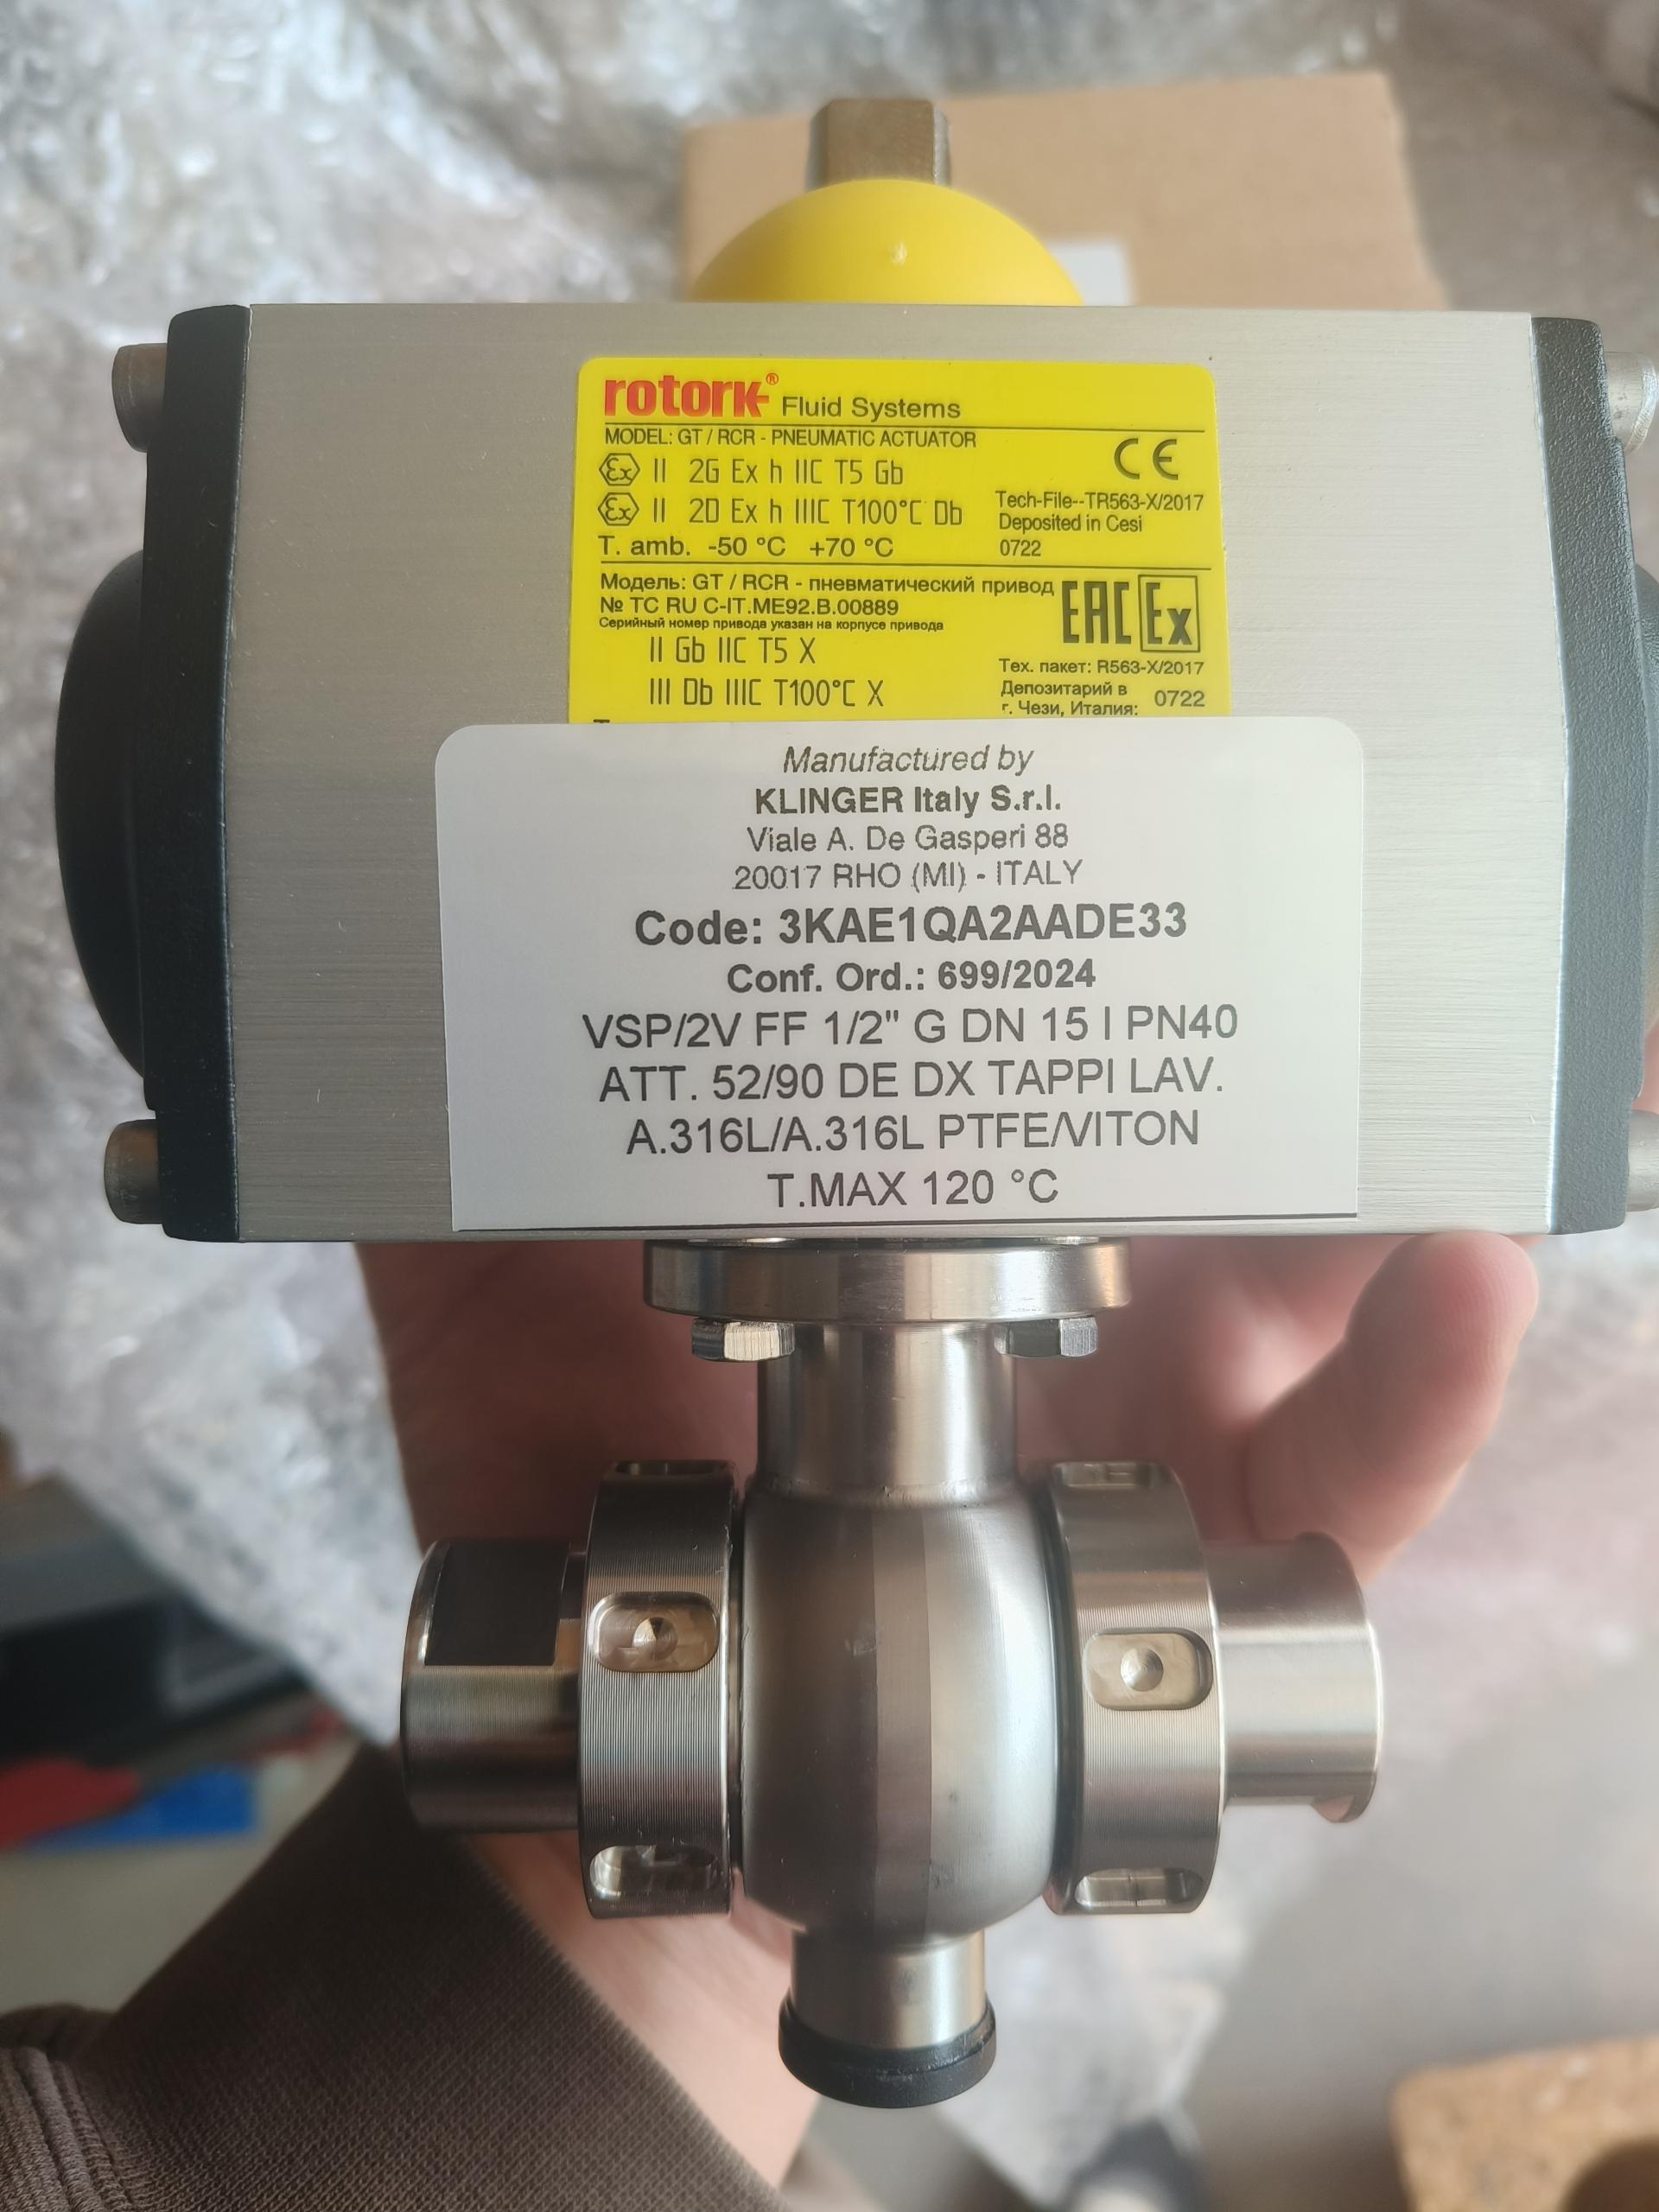 rotork® Fluid Systems
MODEL: GT / RCR - PNEUMATIC ACTUATOR
CE
Ex II 2G Ex h IIC T5 Gb
Ex II 2D Ex h IIIC T100°C Db
Tech-File--TR563-X/2017
Deposited in Cesi
0722
T. amb. -50 °C +70 °C
Модель: GT / RCR - пневматический привод
№ TC RU C-IT.ME92.B.00889
Серийный номер привода указан на корпусе привода
EAC Ex
II Gb IIC T5 X
III Db IIIC T100°C X
Тех. пакет: R563-X/2017
Депозитарий в
г. Чези, Италия:
0722
Manufactured by
KLINGER Italy S.r.l.
Viale A. De Gasperi 88
20017 RHO (MI) - ITALY
Code: 3KAE1QA2AADE33
Conf. Ord.: 699/2024
VSP/2V FF 1/2" G DN 15 I PN40
ATT. 52/90 DE DX TAPPI LAV.
A.316L/A.316L PTFE/VITON
T.MAX 120 °C